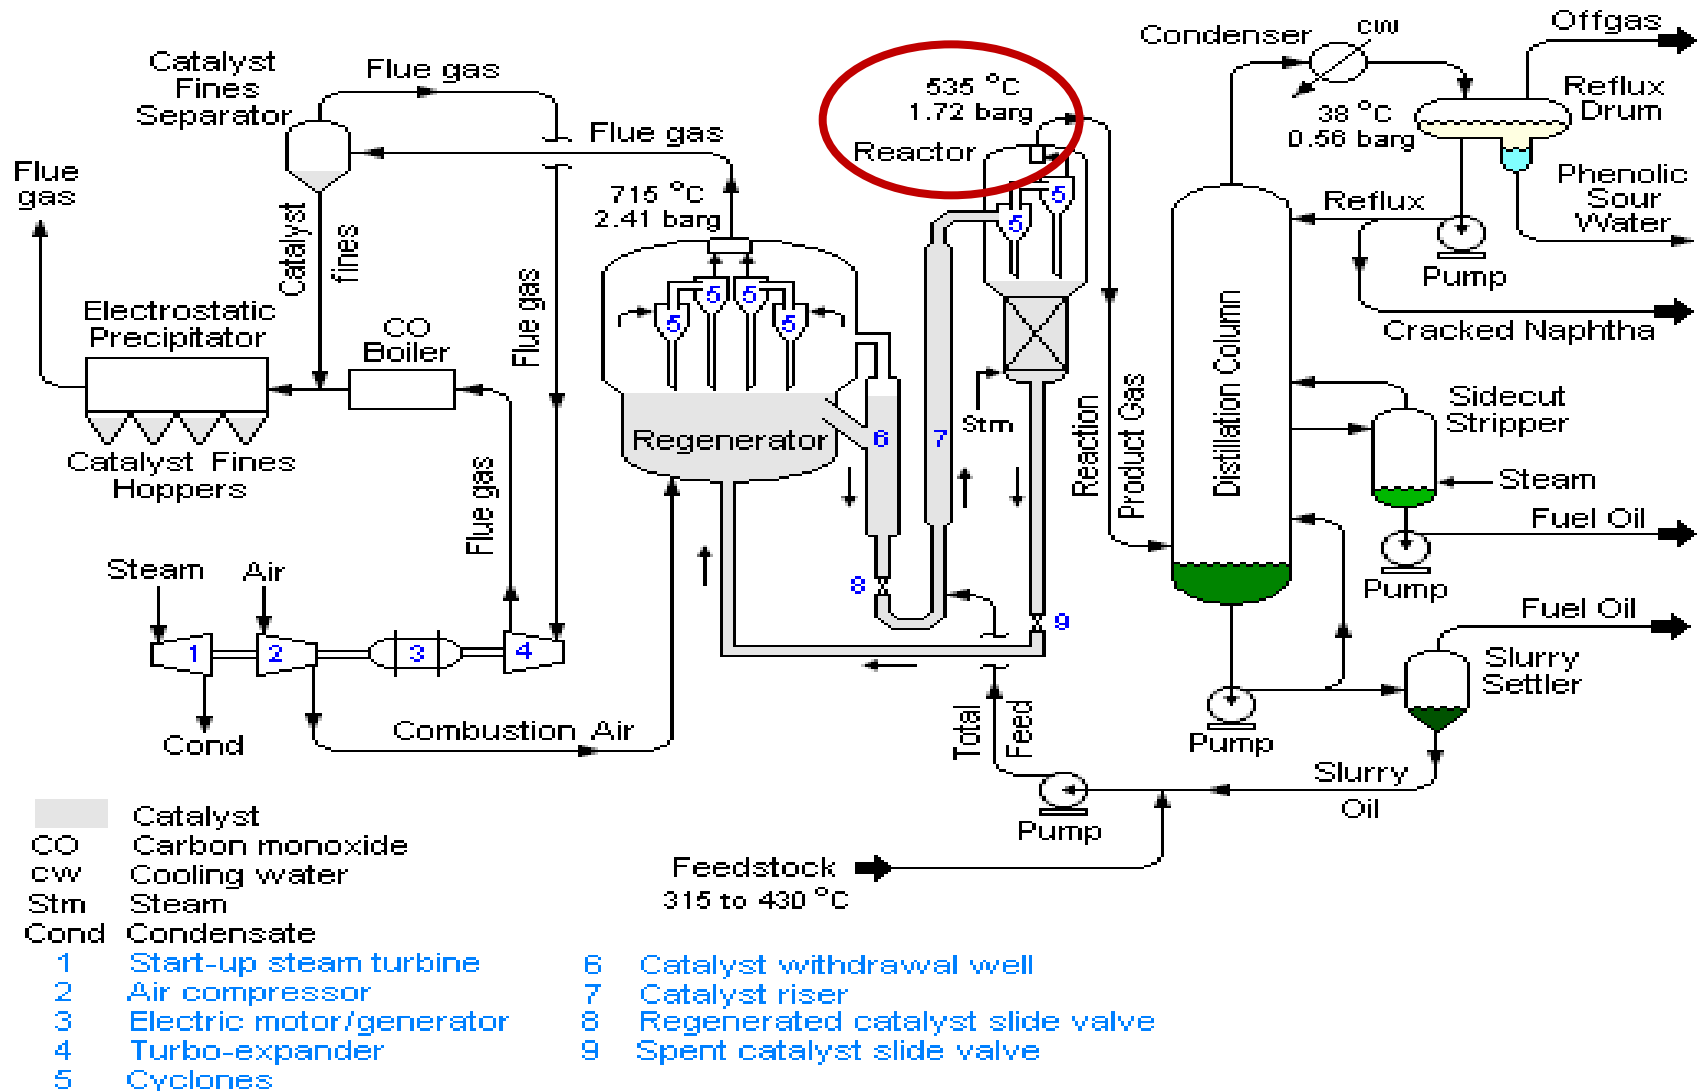 Catalyst
Fines
Separator
Flue gas
Flue gas
Flue
gas
Catalyst
fines
Flue gas
715 °C
2.41 barg
535 °C
1.72 barg
Reactor
Condenser
cw
Offgas
Reflux
Drum
38 °C
0.56 barg
Phenolic
Sour
Water
Reflux
Pump
Cracked Naphtha
Electrostatic
Precipitator
CO
Boiler
Catalyst Fines
Hoppers
Flue gas
5
5
5
5
5
5
Regenerator
6
7
Stm
Reaction
Product Gas
Distillation Column
Sidecut
Stripper
Steam
Fuel Oil
Pump
Steam
Air
1
2
3
4
8
9
Cond
Combustion Air
Total
Feed
Pump
Pump
Fuel Oil
Slurry
Settler
Slurry
Oil
Feedstock
315 to 430 °C
Catalyst
CO Carbon monoxide
cw Cooling water
Stm Steam
Cond Condensate
1 Start-up steam turbine
2 Air compressor
3 Electric motor/generator
4 Turbo-expander
5 Cyclones
6 Catalyst withdrawal well
7 Catalyst riser
8 Regenerated catalyst slide valve
9 Spent catalyst slide valve